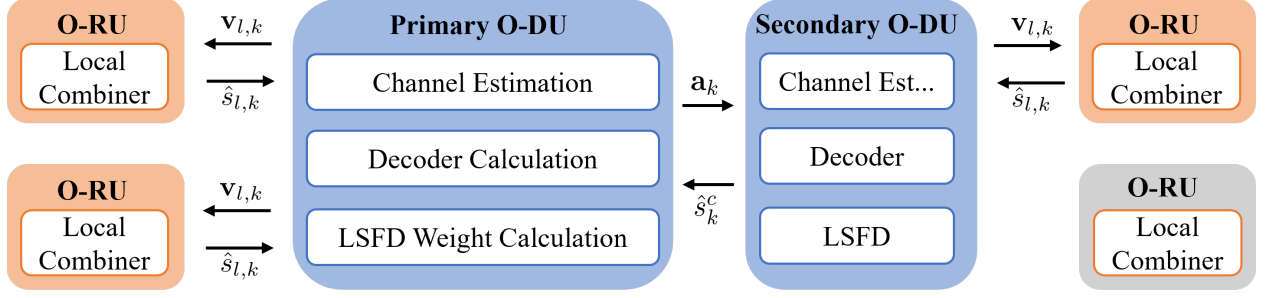 O-RU
Local
Combiner
𝐯_{l,k}
ŝ_{l,k}
O-RU
Local
Combiner
𝐯_{l,k}
ŝ_{l,k}
Primary O-DU
Channel Estimation
Decoder Calculation
LSFD Weight Calculation
𝐚_k
ŝ_k^c
Secondary O-DU
Channel Est...
Decoder
LSFD
𝐯_{l,k}
ŝ_{l,k}
O-RU
Local
Combiner
O-RU
Local
Combiner